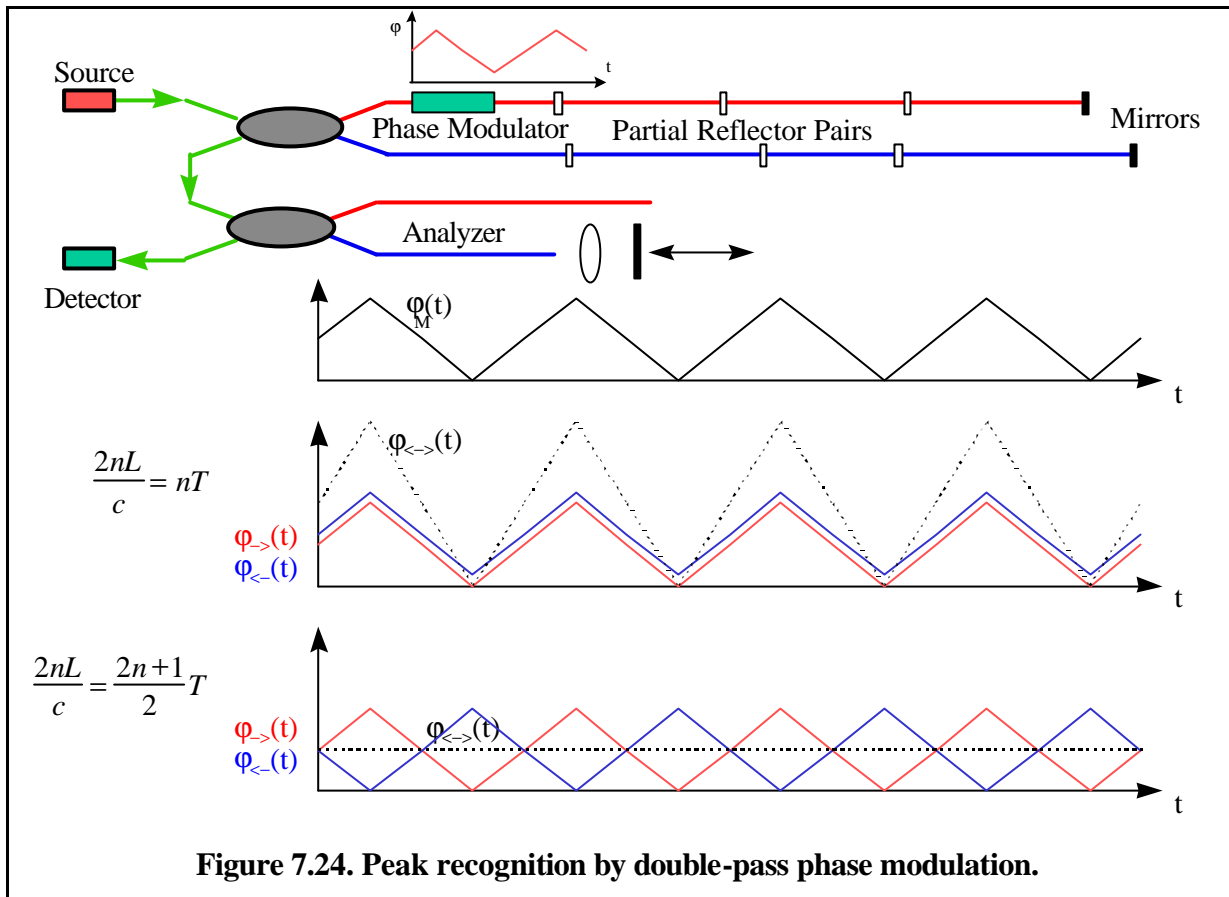 φ
t
Source
Phase Modulator
Partial Reflector Pairs
Mirrors
Analyzer
Detector
φM(t)
t
φ<->(t)
2nL/c = nT
φ->(t)
φ<-(t)
t
2nL/c = 2n+1/2 T
φ->(t)
φ<->(t)
φ<-(t)
t
Figure 7.24. Peak recognition by double-pass phase modulation.